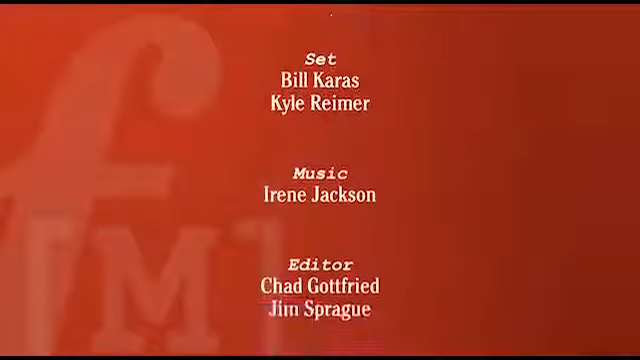 Set
Bill Karas
Kyle Reimer
Music
Irene Jackson
Editor
Chad Gottfried
Jim Sprague
f
[M]